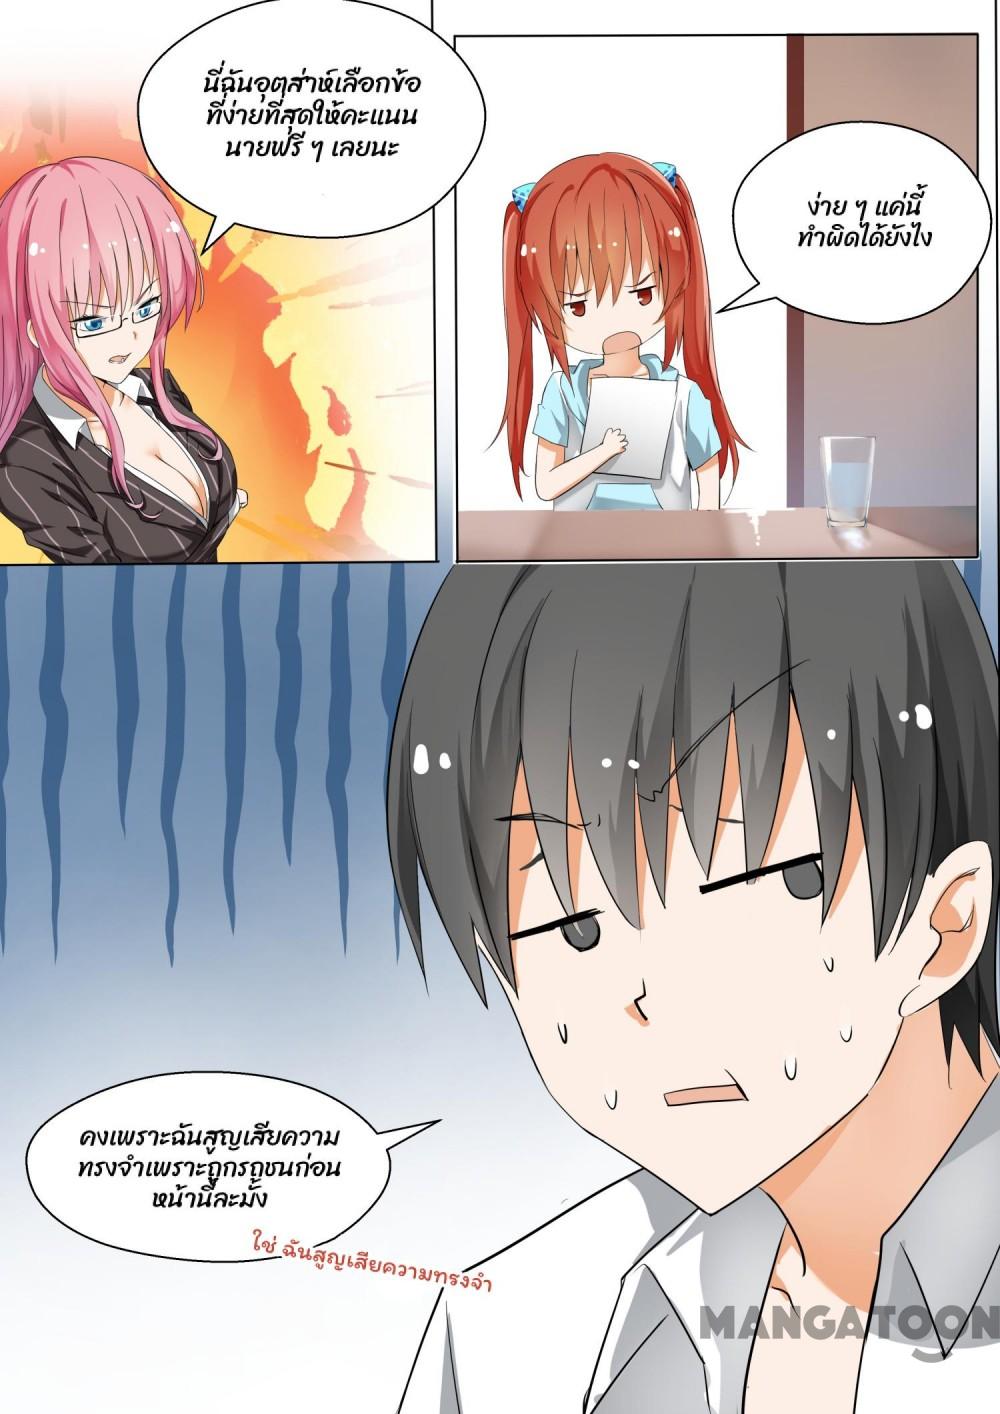 นี่ฉันอุตส่าห์เลือกข้อ
ที่ง่ายที่สุดให้คะแนน
นายฟรี ๆ เลยนะ
ง่าย ๆ แค่นี้
ทำผิดได้ยังไง
คงเพราะฉันสูญเสียความ
ทรงจำเพราะถูกรถชนก่อน
หน้านี้ละมั้ง
ใช่ ฉันสูญเสียความทรงจำ
MANGATOON